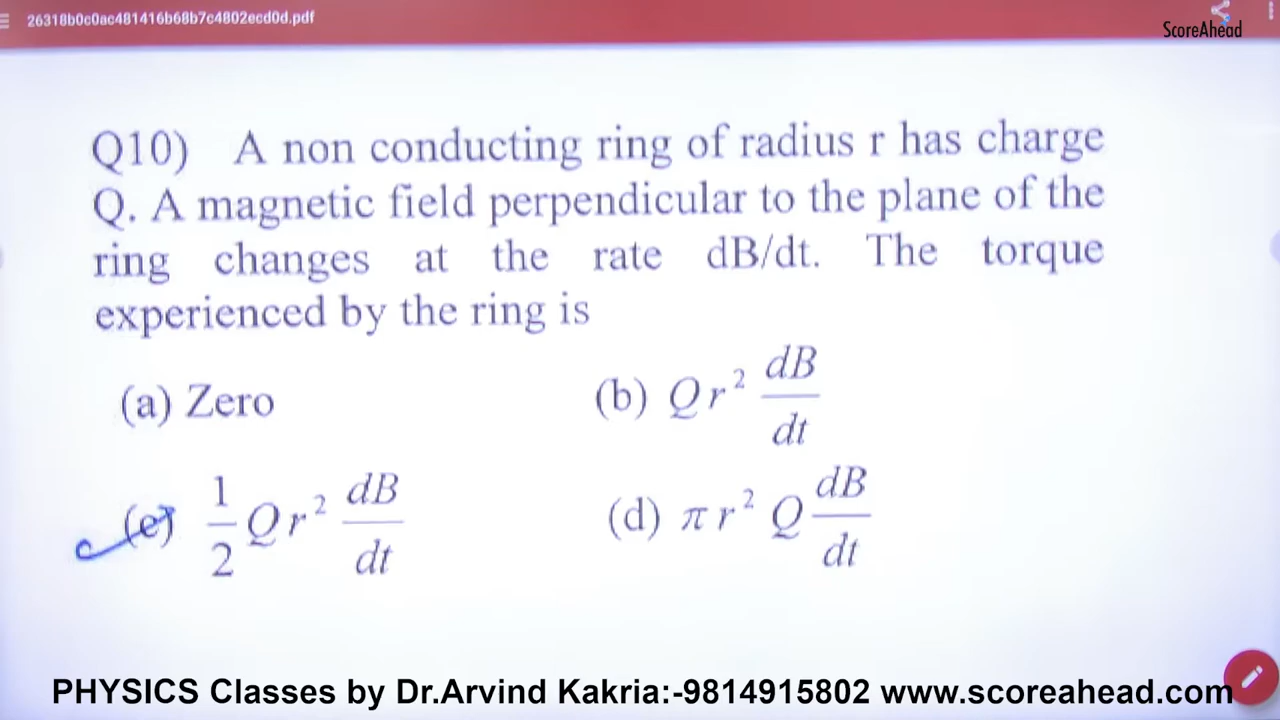 26318b0c0ac481416b68b7c4802ecd0d.pdf
ScoreAhead
Q10) A non conducting ring of radius r has charge
Q. A magnetic field perpendicular to the plane of the
ring changes at the rate dB/dt. The torque
experienced by the ring is
(a) Zero
(b) Qr² dB/dt
(c) 1/2 Qr² dB/dt
(d) πr² Q dB/dt
PHYSICS Classes by Dr.Arvind Kakria:-9814915802 www.scoreahead.com